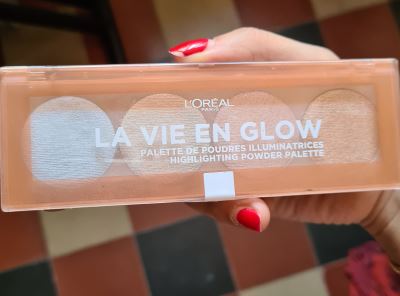 L'ORÉAL
PARIS
LA VIE EN GLOW
PALETTE DE POUDRES ILLUMINATRICES
HIGHLIGHTING POWDER PALETTE